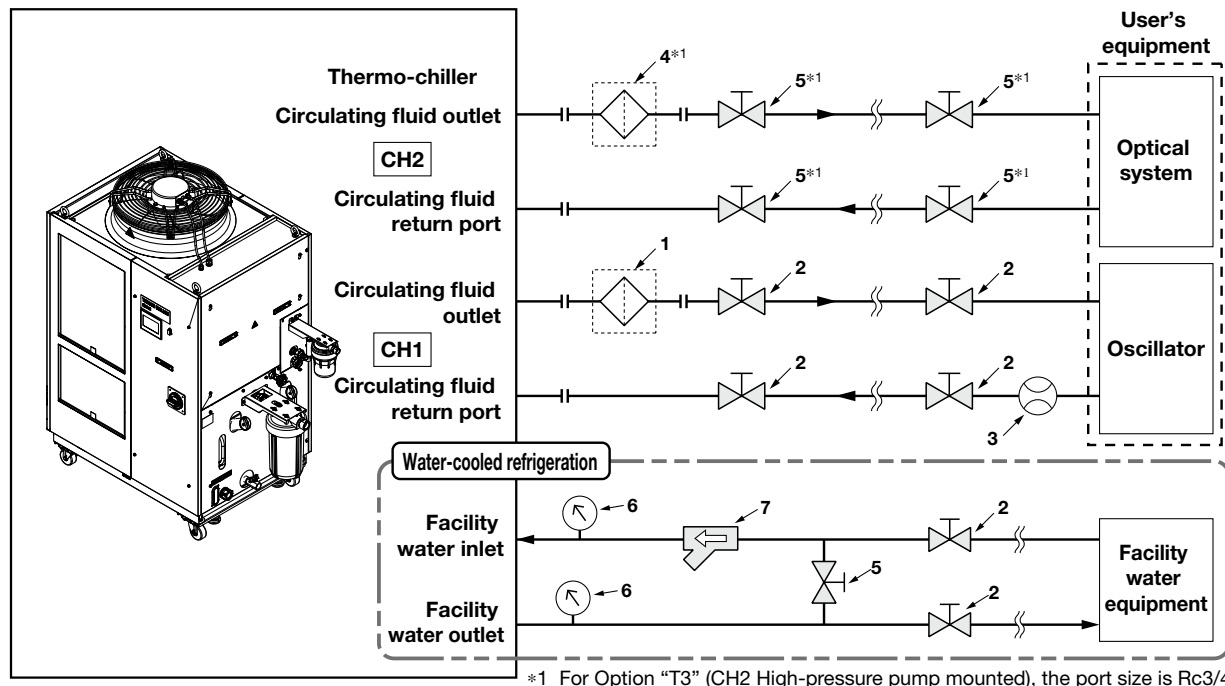 User's
equipment
Thermo-chiller
4*1
5*1
5*1
Circulating fluid outlet
CH2
Optical
system
Circulating fluid
return port
5*1
5*1
1
2
2
Circulating fluid
outlet
CH1
Oscillator
Circulating fluid
return port
2
2
3
Water-cooled refrigeration
6
7
2
Facility
water inlet
5
Facility
water
equipment
6
2
Facility
water outlet
*1 For Option "T3" (CH2 High-pressure pump mounted), the port size is Rc3/4